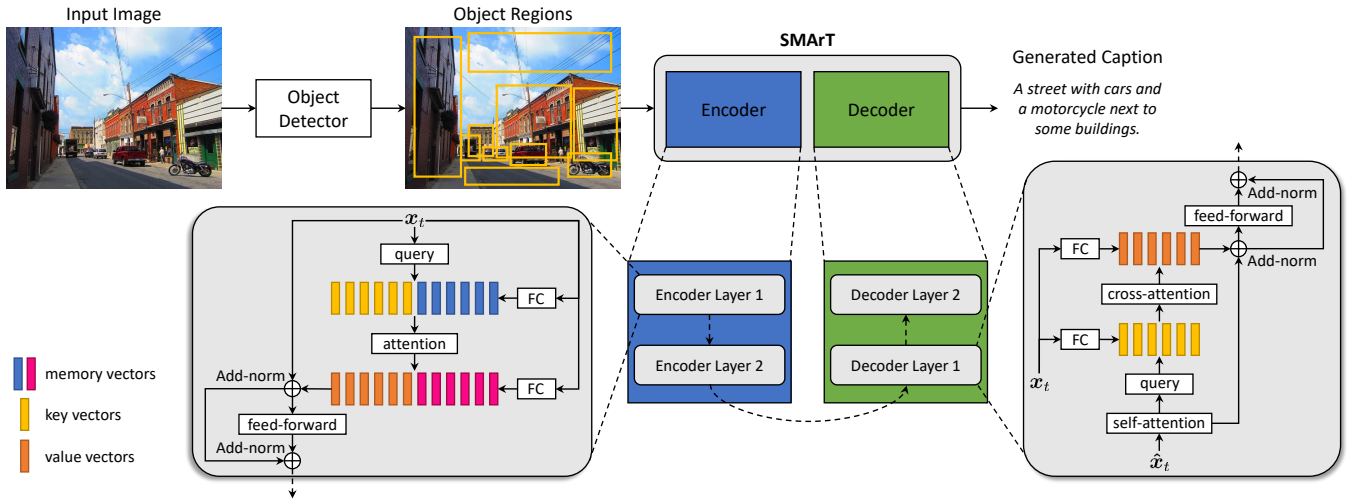 Input Image
Object Regions
SMArT
Generated Caption
Object
Detector
Encoder
Decoder
A street with cars and
a motorcycle next to
some buildings.
x_t
query
FC
attention
FC
Add-norm
feed-forward
Add-norm
memory vectors
key vectors
value vectors
Encoder Layer 1
Encoder Layer 2
Decoder Layer 2
Decoder Layer 1
Add-norm
feed-forward
FC
Add-norm
cross-attention
FC
x_t
query
self-attention
x̂_t